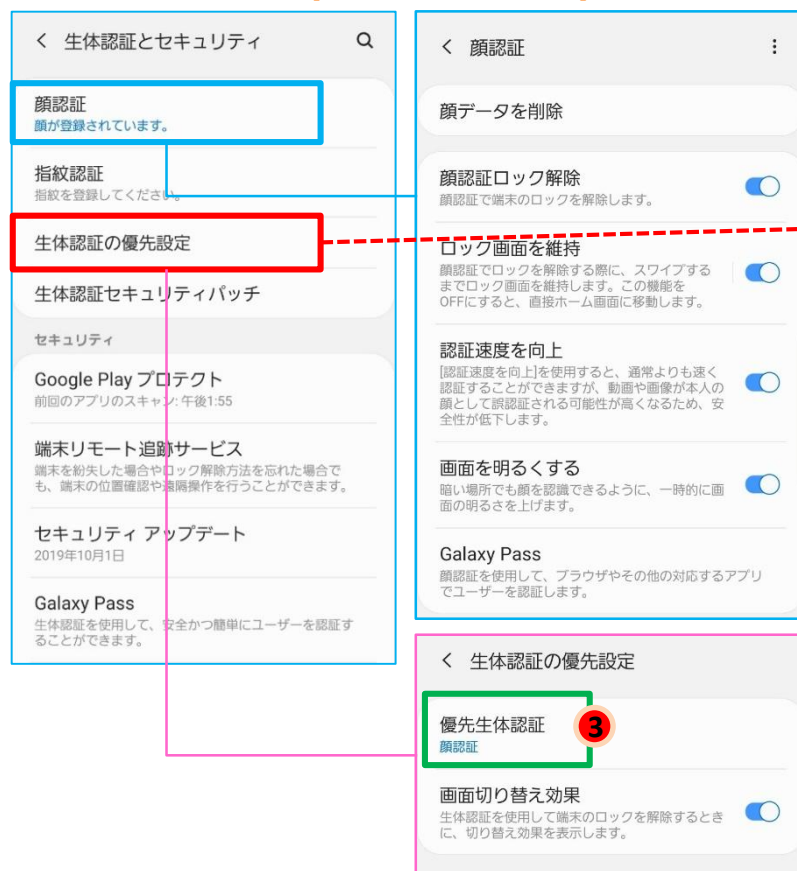 生体認証とセキュリティ
顔認証
顔が登録されています。
指紋認証
指紋を登録してください。
生体認証の優先設定
生体認証セキュリティパッチ
セキュリティ
Google Play プロテクト
前回のアプリのスキャン: 午後1:55
端末リモート追跡サービス
端末を紛失した場合やロック解除方法を忘れた場合で
も、端末の位置確認や遠隔操作を行うことができます。
セキュリティ アップデート
2019年10月1日
Galaxy Pass
生体認証を使用して、安全かつ簡単にユーザーを認証す
ることができます。
顔認証
顔データを削除
顔認証ロック解除
顔認証で端末のロックを解除します。
ロック画面を維持
顔認証でロックを解除する際に、スワイプする
までロック画面を維持します。この機能を
OFFにすると、直接ホーム画面に移動します。
認証速度を向上
[認証速度を向上]を使用すると、通常よりも速く
認証することができますが、動画や画像が本人の
顔として誤認証される可能性が高くなるため、安
全性が低下します。
画面を明るくする
暗い場所でも顔を認識できるように、一時的に画
面の明るさを上げます。
Galaxy Pass
顔認証を使用して、ブラウザやその他の対応するアプリ
でユーザーを認証します。
生体認証の優先設定
優先生体認証
顔認証
3
画面切り替え効果
生体認証を使用して端末のロックを解除するとき
に、切り替え効果を表示します。